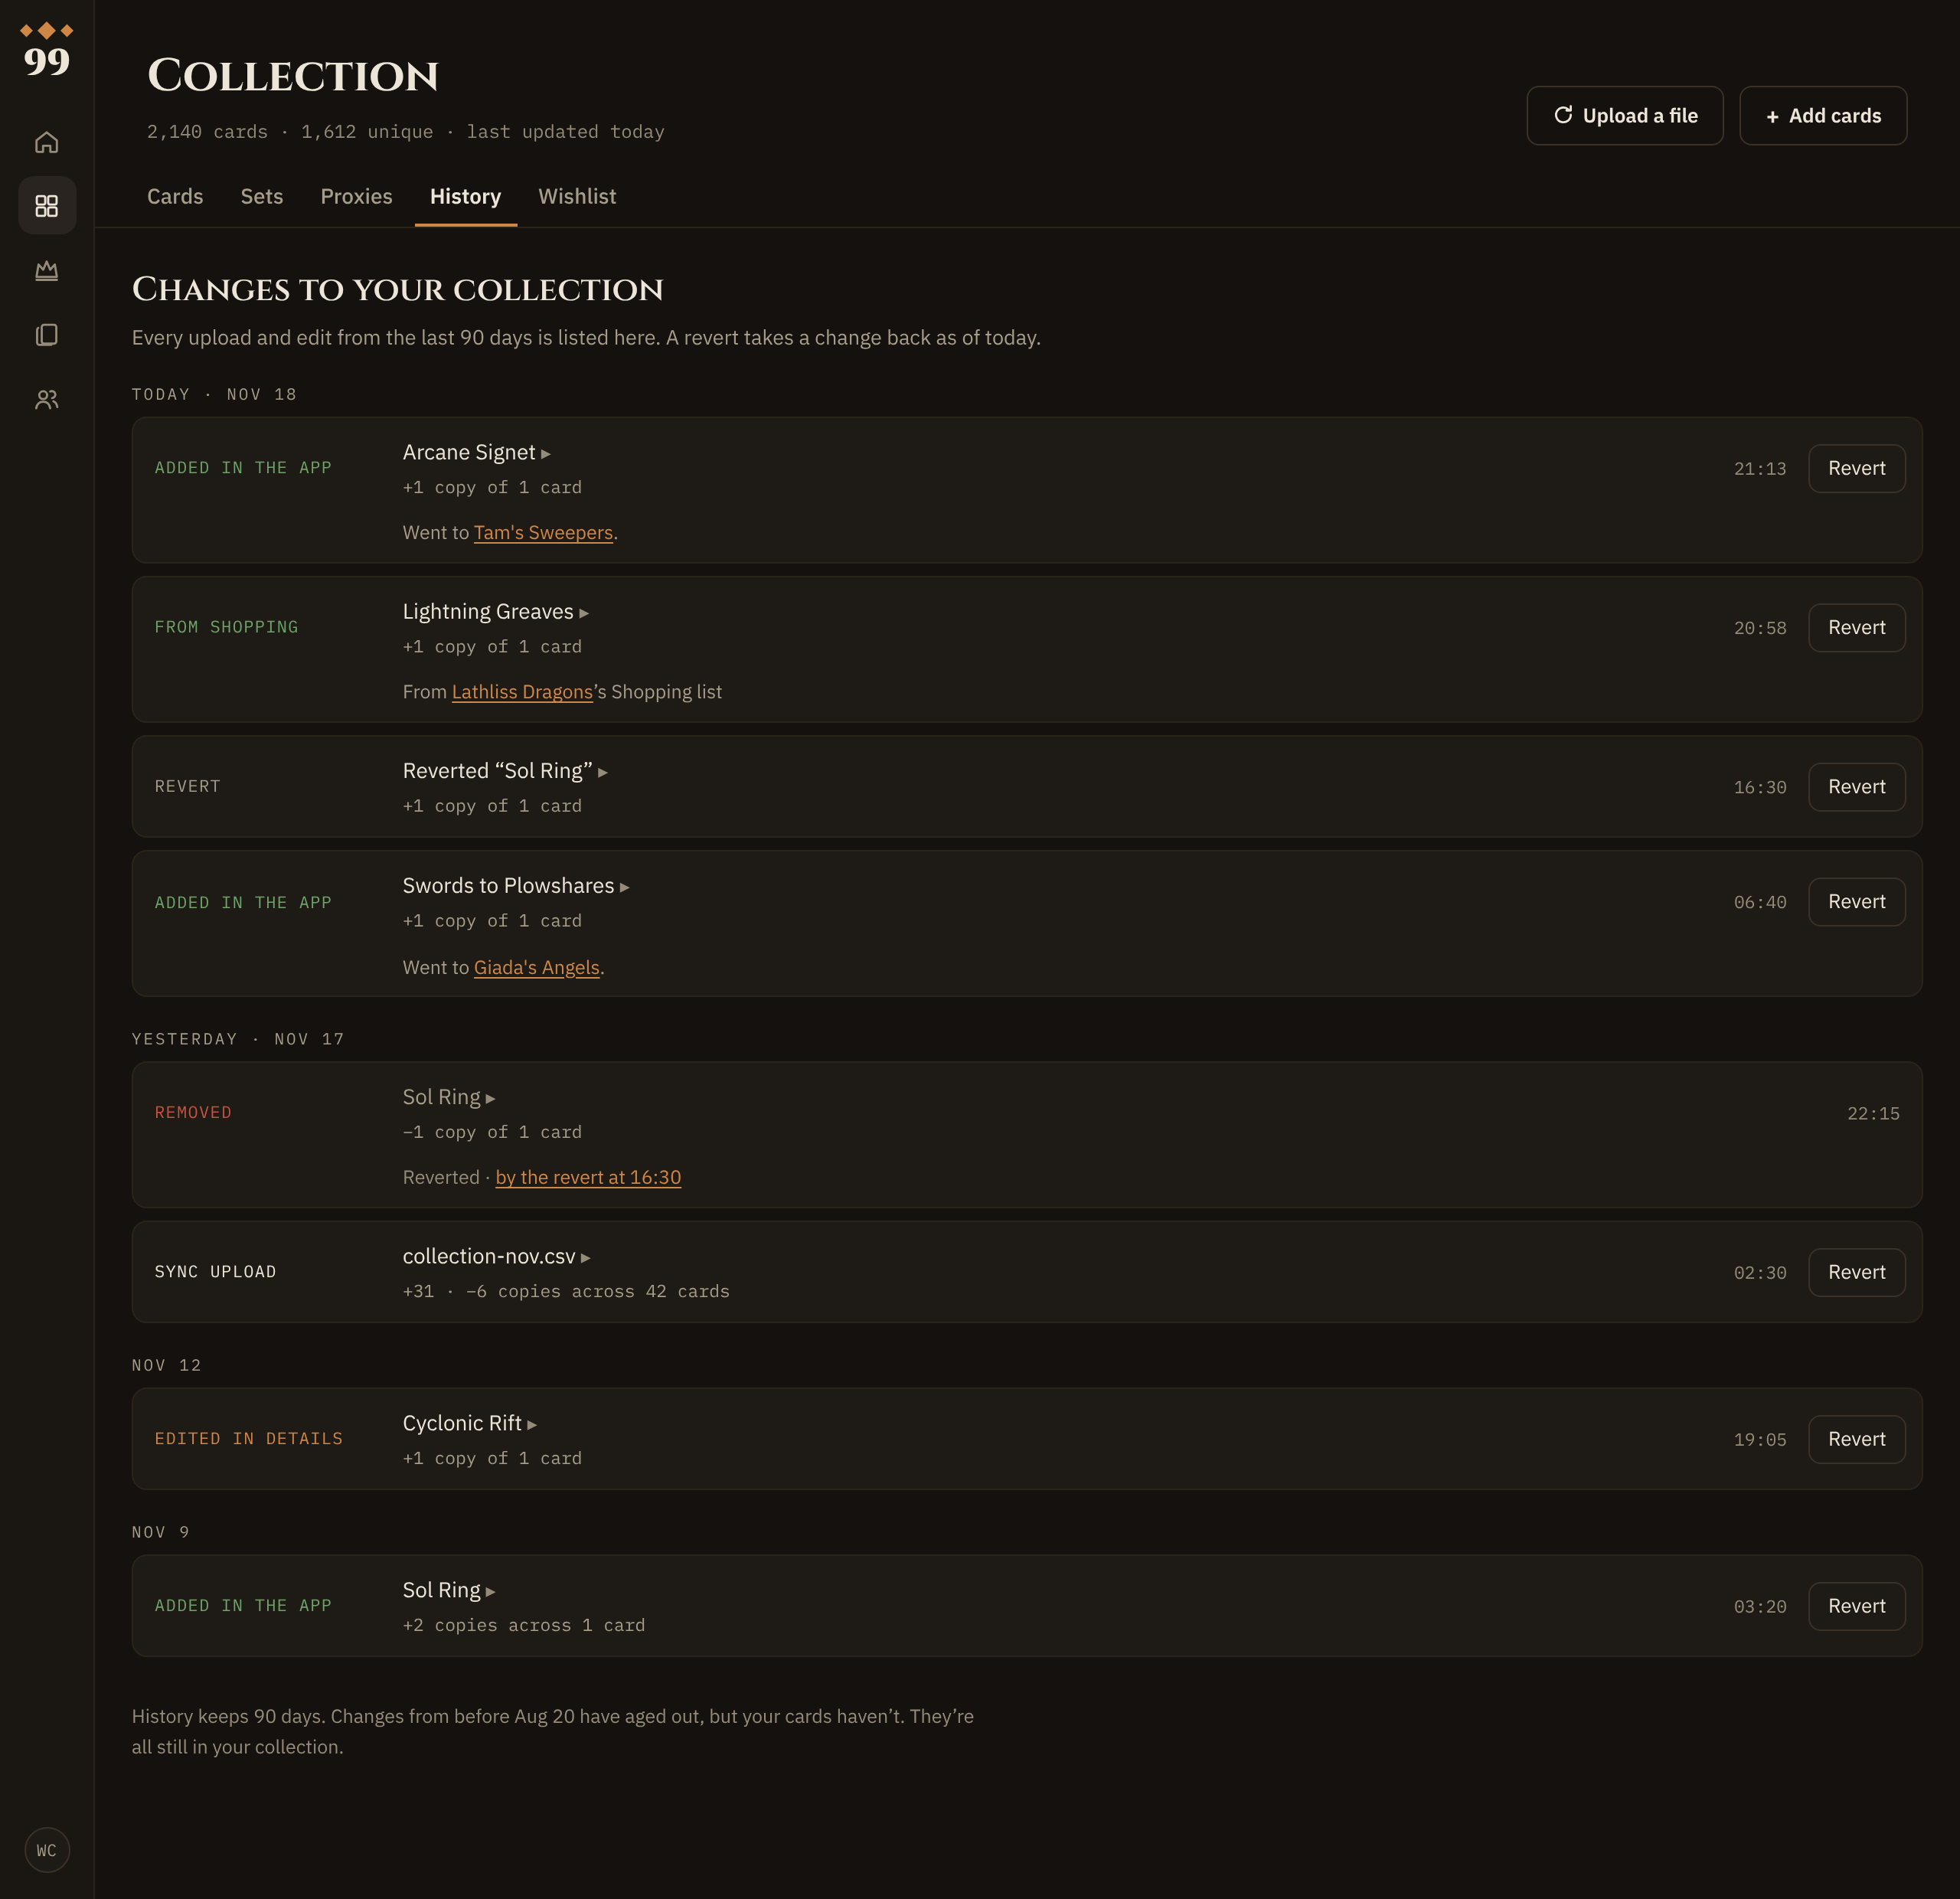 99
Collection
2,140 cards · 1,612 unique · last updated today
Upload a file
+ Add cards
Cards
Sets
Proxies
History
Wishlist
Changes to your collection
Every upload and edit from the last 90 days is listed here. A revert takes a change back as of today.
TODAY · NOV 18
ADDED IN THE APP
Arcane Signet ▸
+1 copy of 1 card
Went to Tam's Sweepers.
21:13
Revert
FROM SHOPPING
Lightning Greaves ▸
+1 copy of 1 card
From Lathliss Dragons’s Shopping list
20:58
Revert
REVERT
Reverted “Sol Ring” ▸
+1 copy of 1 card
16:30
Revert
ADDED IN THE APP
Swords to Plowshares ▸
+1 copy of 1 card
Went to Giada's Angels.
06:40
Revert
YESTERDAY · NOV 17
REMOVED
Sol Ring ▸
−1 copy of 1 card
Reverted · by the revert at 16:30
22:15
SYNC UPLOAD
collection-nov.csv ▸
+31 · −6 copies across 42 cards
02:30
Revert
NOV 12
EDITED IN DETAILS
Cyclonic Rift ▸
+1 copy of 1 card
19:05
Revert
NOV 9
ADDED IN THE APP
Sol Ring ▸
+2 copies across 1 card
03:20
Revert
History keeps 90 days. Changes from before Aug 20 have aged out, but your cards haven’t. They’re
all still in your collection.
WC